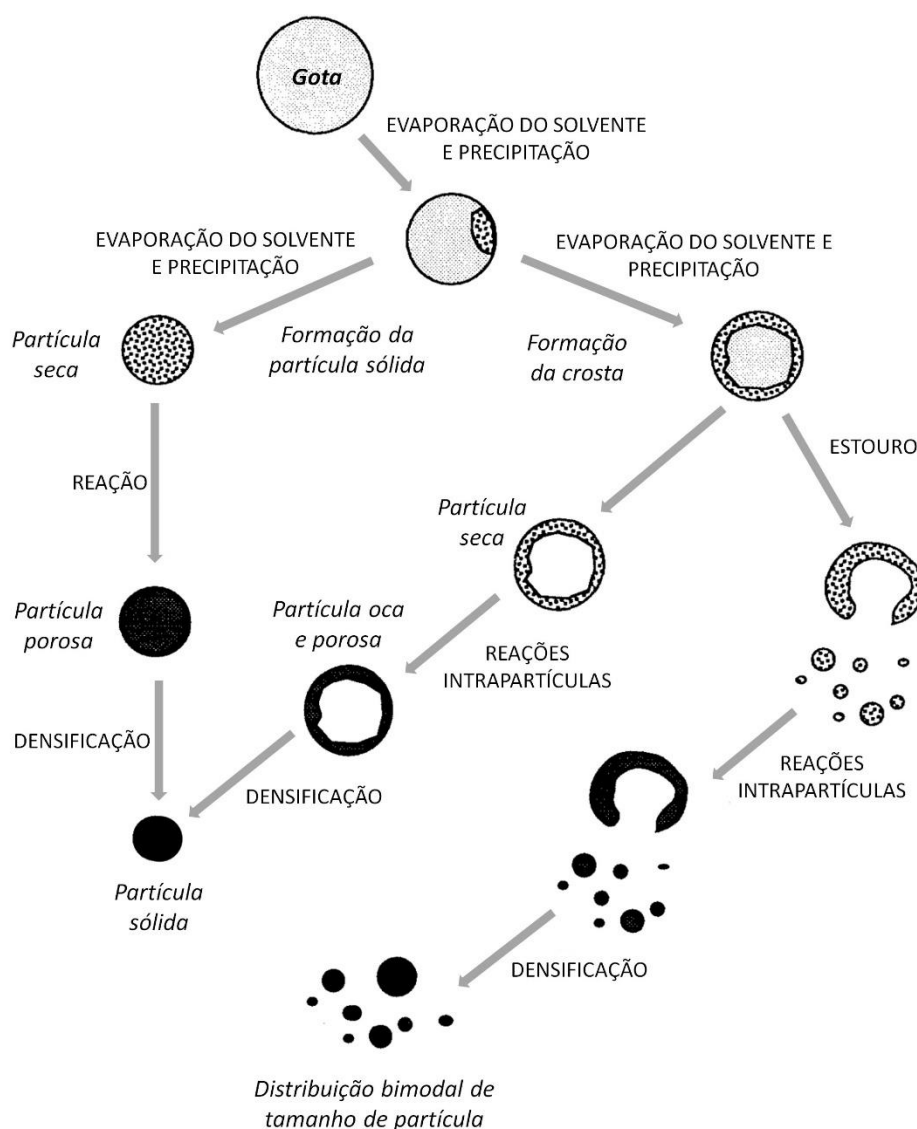 Gota
EVAPORAÇÃO DO SOLVENTE
E PRECIPITAÇÃO
EVAPORAÇÃO DO SOLVENTE
E PRECIPITAÇÃO
EVAPORAÇÃO DO SOLVENTE E
PRECIPITAÇÃO
Partícula
seca
Formação da
partícula sólida
Formação
da crosta
ESTOURO
REAÇÃO
Partícula
seca
Partícula
porosa
Partícula oca
e porosa
REAÇÕES
INTRAPARTÍCULAS
DENSIFICAÇÃO
DENSIFICAÇÃO
REAÇÕES
INTRAPARTÍCULAS
Partícula
sólida
DENSIFICAÇÃO
Distribuição bimodal de
tamanho de partícula